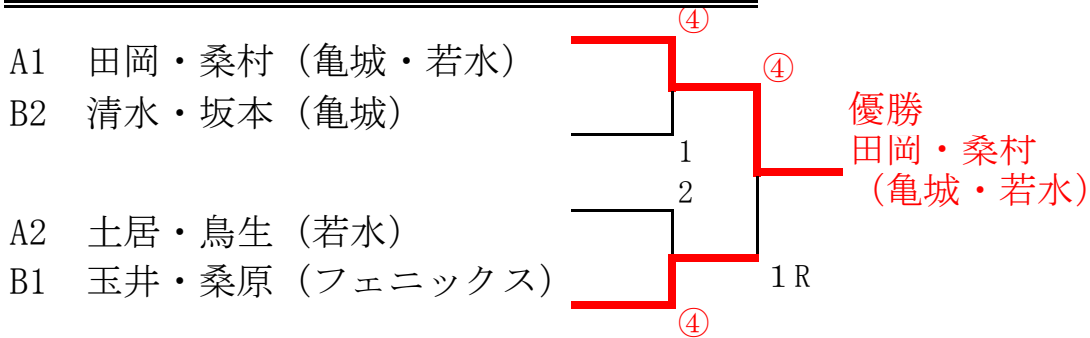 ④
A1 田岡・桑村（亀城・若水）
④
B2 清水・坂本（亀城）
優勝
1
田岡・桑村
2
（亀城・若水）
A2 土居・鳥生（若水）
B1 玉井・桑原（フェニックス）
1R
④